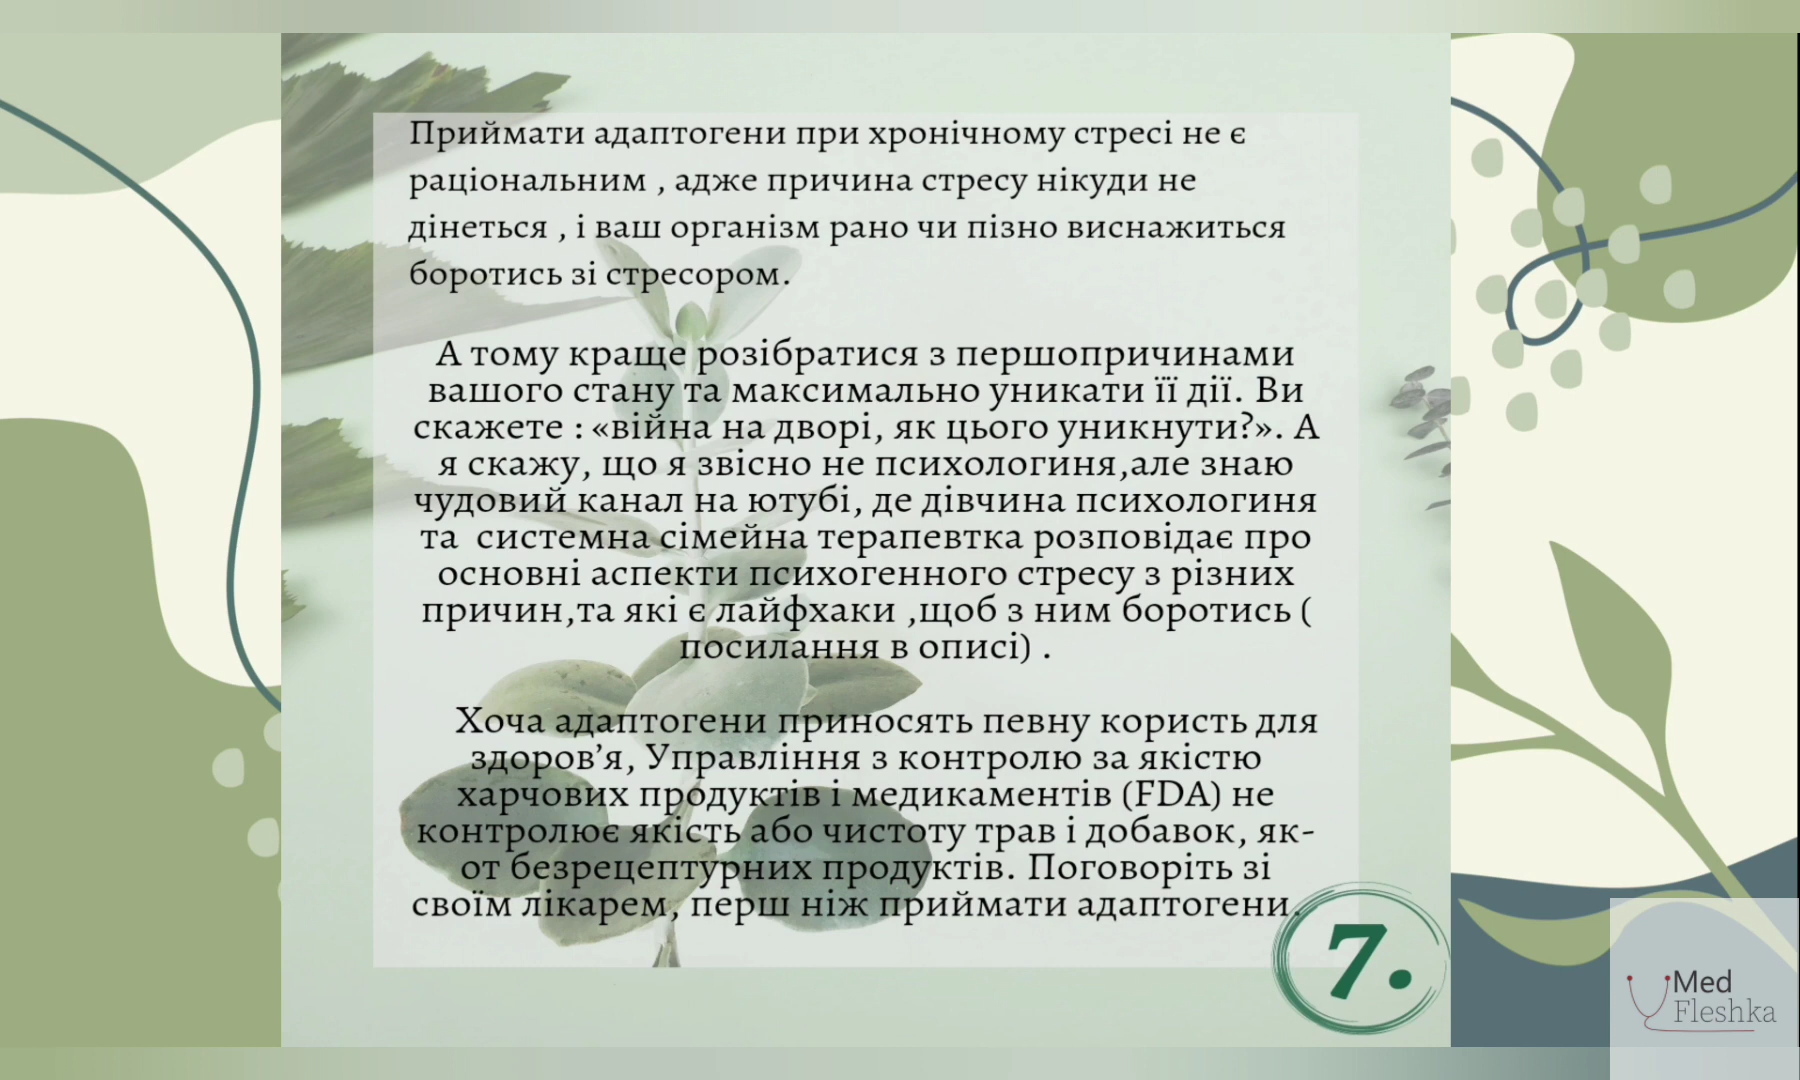 Приймати адаптогени при хронічному стресі не є
раціональним , адже причина стресу нікуди не
дінеться , і ваш організм рано чи пізно виснажиться
боротись зі стресором.
А тому краще розібратися з першопричинами
вашого стану та максимально уникати її дії. Ви
скажете : «війна на дворі, як цього уникнути?». А
я скажу, що я звісно не психологиня,але знаю
чудовий канал на ютубі, де дівчина психологиня
та системна сімейна терапевтка розповідає про
основні аспекти психогенного стресу з різних
причин,та які є лайфхаки ,щоб з ним боротись (
посилання в описі) .
Хоча адаптогени приносять певну користь для
здоров’я, Управління з контролю за якістю
харчових продуктів і медикаментів (FDA) не
контролює якість або чистоту трав і добавок, як-
от безрецептурних продуктів. Поговоріть зі
своїм лікарем, перш ніж приймати адаптогени.
7.
Med
Fleshka